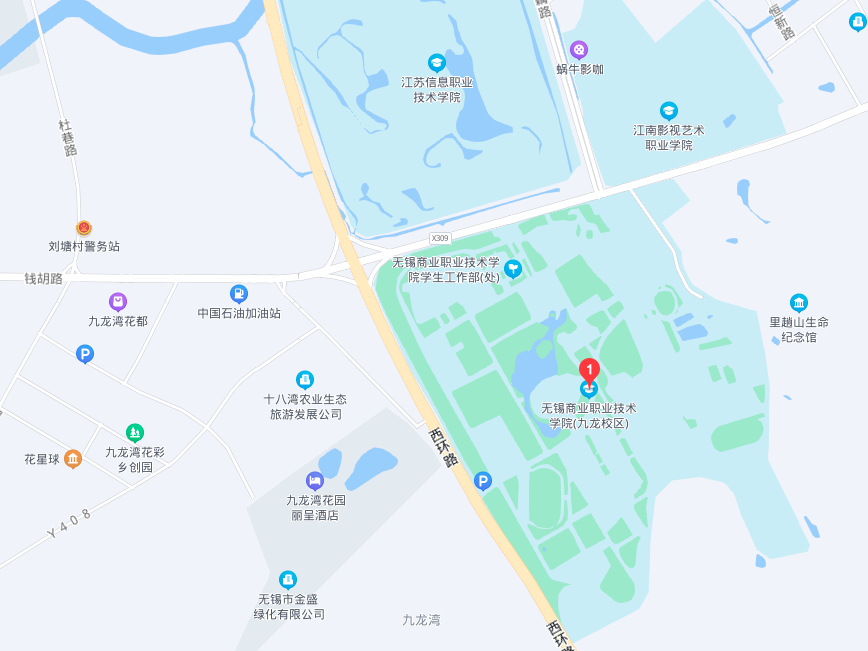 藕路
恒新路
蜗牛影咖
江苏信息职业
技术学院
江南影视艺术
职业学院
杜巷路
刘塘村警务站
X309
无锡商业职业技术学
院学生工作部(处)
钱胡路
九龙湾花都
中国石油加油站
里趟山生命
纪念馆
P
1
十八湾农业生态
旅游发展公司
无锡商业职业技术
学院(九龙校区)
西环路
九龙湾花彩
乡创园
花星球
P
九龙湾花园
丽呈酒店
Y408
无锡市金盛
绿化有限公司
九龙湾
西环路